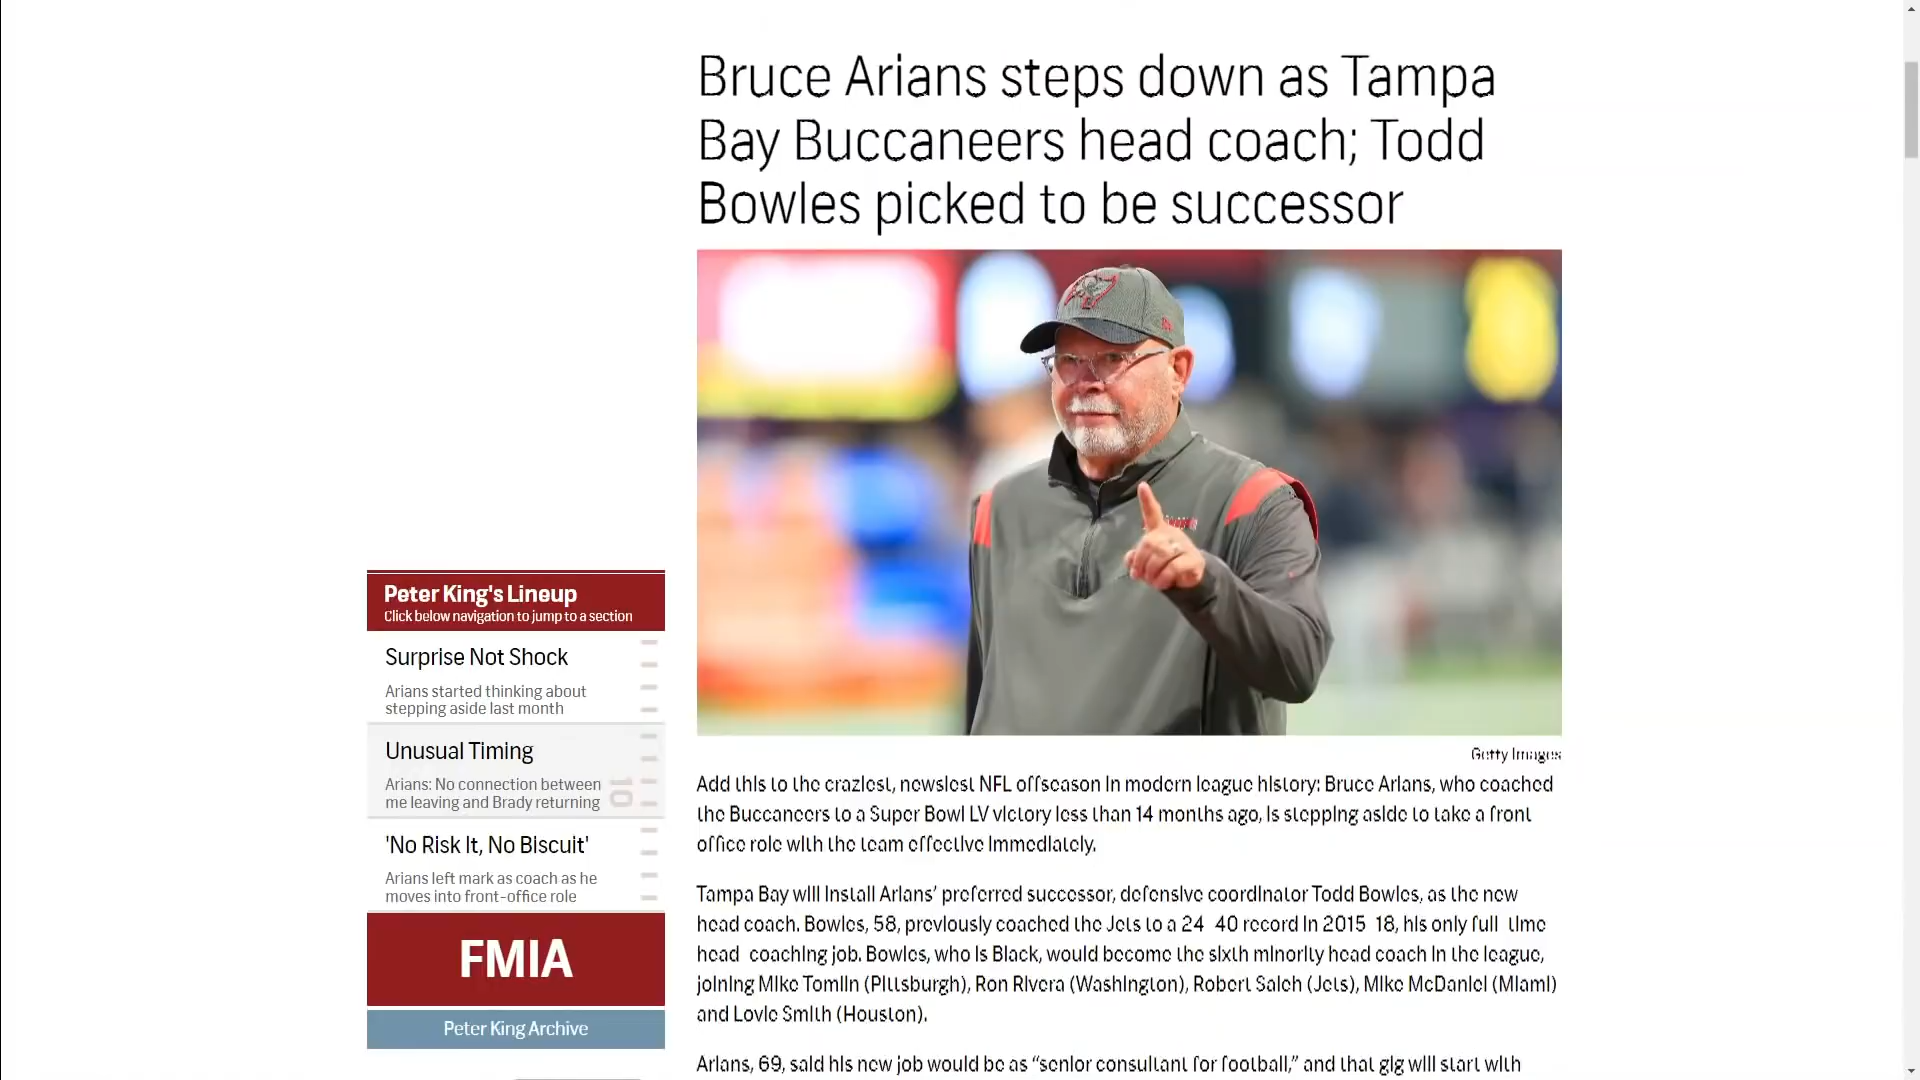 Bruce Arians steps down as Tampa
Bay Buccaneers head coach; Todd
Bowles picked to be successor
Peter King's Lineup
Click below navigation to jump to a section
Surprise Not Shock
Arians started thinking about
stepping aside last month
Unusual Timing
Arians: No connection between
me leaving and Brady returning
10
'No Risk It, No Biscuit'
Arians left mark as coach as he
moves into front-office role
FMIA
Peter King Archive
Getty Images
Add this to the craziest, newsiest NFL offseason in modern league history: Bruce Arians, who coached
the Buccaneers to a Super Bowl LV victory less than 14 months ago, is stepping aside to take a front
office role with the team effective immediately.
Tampa Bay will install Arians’ preferred successor, defensive coordinator Todd Bowles, as the new
head coach. Bowles, 58, previously coached the Jets to a 24-40 record in 2015-18, his only full-time
head-coaching job. Bowles, who is Black, would become the sixth minority head coach in the league,
joining Mike Tomlin (Pittsburgh), Ron Rivera (Washington), Robert Saleh (Jets), Mike McDaniel (Miami)
and Lovie Smith (Houston).
Arians, 69, said his new job would be as “senior consultant for football,” and that gig will start with